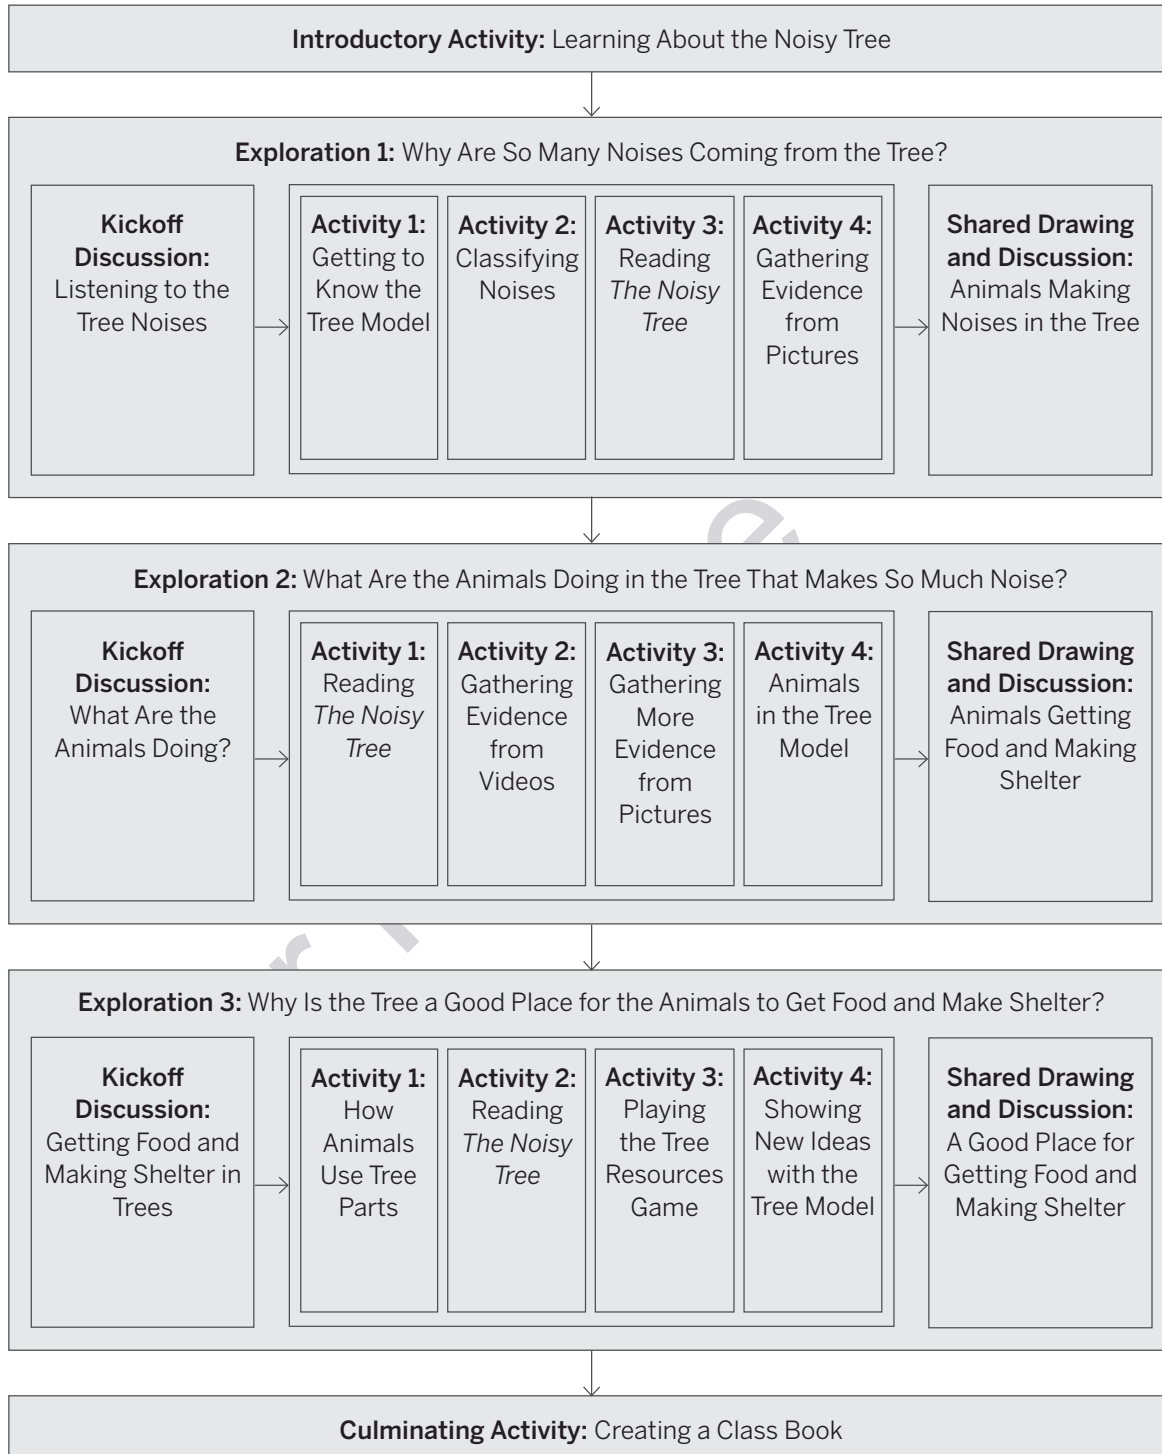 Introductory Activity: Learning About the Noisy Tree
Exploration 1: Why Are So Many Noises Coming from the Tree?
Kickoff
Discussion:
Listening to the
Tree Noises
Activity 1:
Getting to
Know the
Tree Model
Activity 2:
Classifying
Noises
Activity 3:
Reading
The Noisy
Tree
Activity 4:
Gathering
Evidence
from
Pictures
Shared Drawing
and Discussion:
Animals Making
Noises in the Tree
Exploration 2: What Are the Animals Doing in the Tree That Makes So Much Noise?
Kickoff
Discussion:
What Are the
Animals Doing?
Activity 1:
Reading
The Noisy
Tree
Activity 2:
Gathering
Evidence
from
Videos
Activity 3:
Gathering
More
Evidence
from
Pictures
Activity 4:
Animals
in the Tree
Model
Shared Drawing
and Discussion:
Animals Getting
Food and Making
Shelter
Exploration 3: Why Is the Tree a Good Place for the Animals to Get Food and Make Shelter?
Kickoff
Discussion:
Getting Food and
Making Shelter in
Trees
Activity 1:
How
Animals
Use Tree
Parts
Activity 2:
Reading
The Noisy
Tree
Activity 3:
Playing
the Tree
Resources
Game
Activity 4:
Showing
New Ideas
with the
Tree Model
Shared Drawing
and Discussion:
A Good Place for
Getting Food and
Making Shelter
Culminating Activity: Creating a Class Book